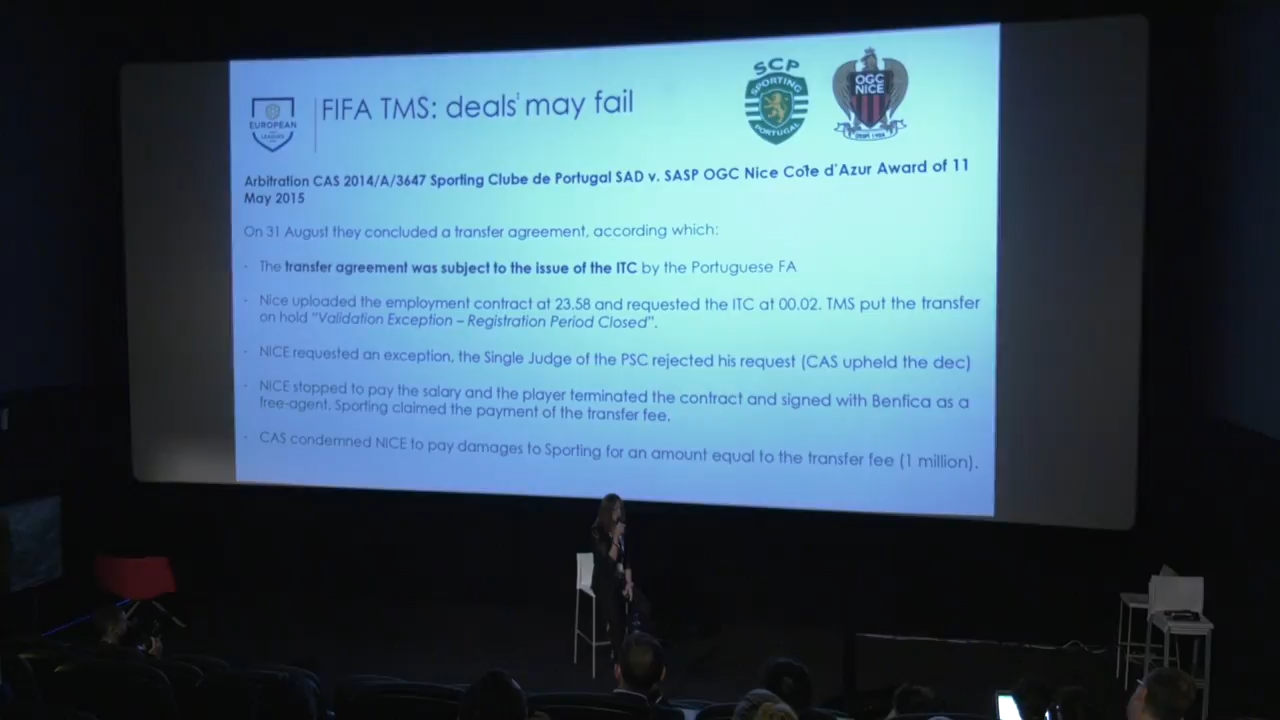 SCP
SPORTING
PORTUGAL
OGC
NICE
EUROPEAN
LEAGUES
FIFA TMS: deals' may fail
Arbitration CAS 2014/A/3647 Sporting Clube de Portugal SAD v. SASP OGC Nice Côte d'Azur Award of 11
May 2015
On 31 August they concluded a transfer agreement, according which:
- The transfer agreement was subject to the issue of the ITC by the Portuguese FA
- Nice uploaded the employment contract at 23.58 and requested the ITC at 00.02. TMS put the transfer
on hold "Validation Exception – Registration Period Closed".
- NICE requested an exception, the Single Judge of the PSC rejected his request (CAS upheld the dec)
- NICE stopped to pay the salary and the player terminated the contract and signed with Benfica as a
free-agent. Sporting claimed the payment of the transfer fee.
- CAS condemned NICE to pay damages to Sporting for an amount equal to the transfer fee (1 million).